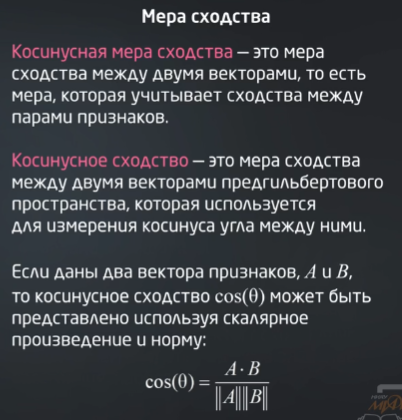 Мера сходства
Косинусная мера сходства — это мера
сходства между двумя векторами, то есть
мера, которая учитывает сходства между
парами признаков.
Косинусное сходство — это мера сходства
между двумя векторами предгильбертового
пространства, которая используется
для измерения косинуса угла между ними.
Если даны два вектора признаков, A и B,
то косинусное сходство cos(θ) может быть
представлено используя скалярное
произведение и норму:
cos(θ) = A · B / ‖A‖‖B‖